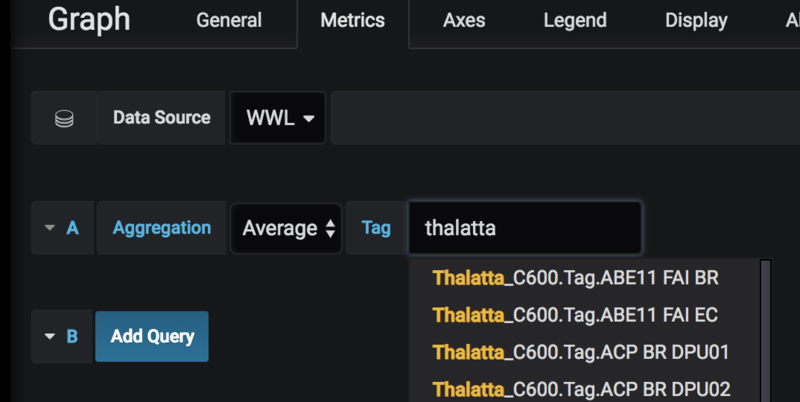 Graph General Metrics Axes Legend Display
Data Source WWL
A Aggregation Average Tag thalatta
Thalatta_C600.Tag.ABE11 FAI BR
Thalatta_C600.Tag.ABE11 FAI EC
B Add Query
Thalatta_C600.Tag.ACP BR DPU01
Thalatta_C600.Tag.ACP BR DPU02